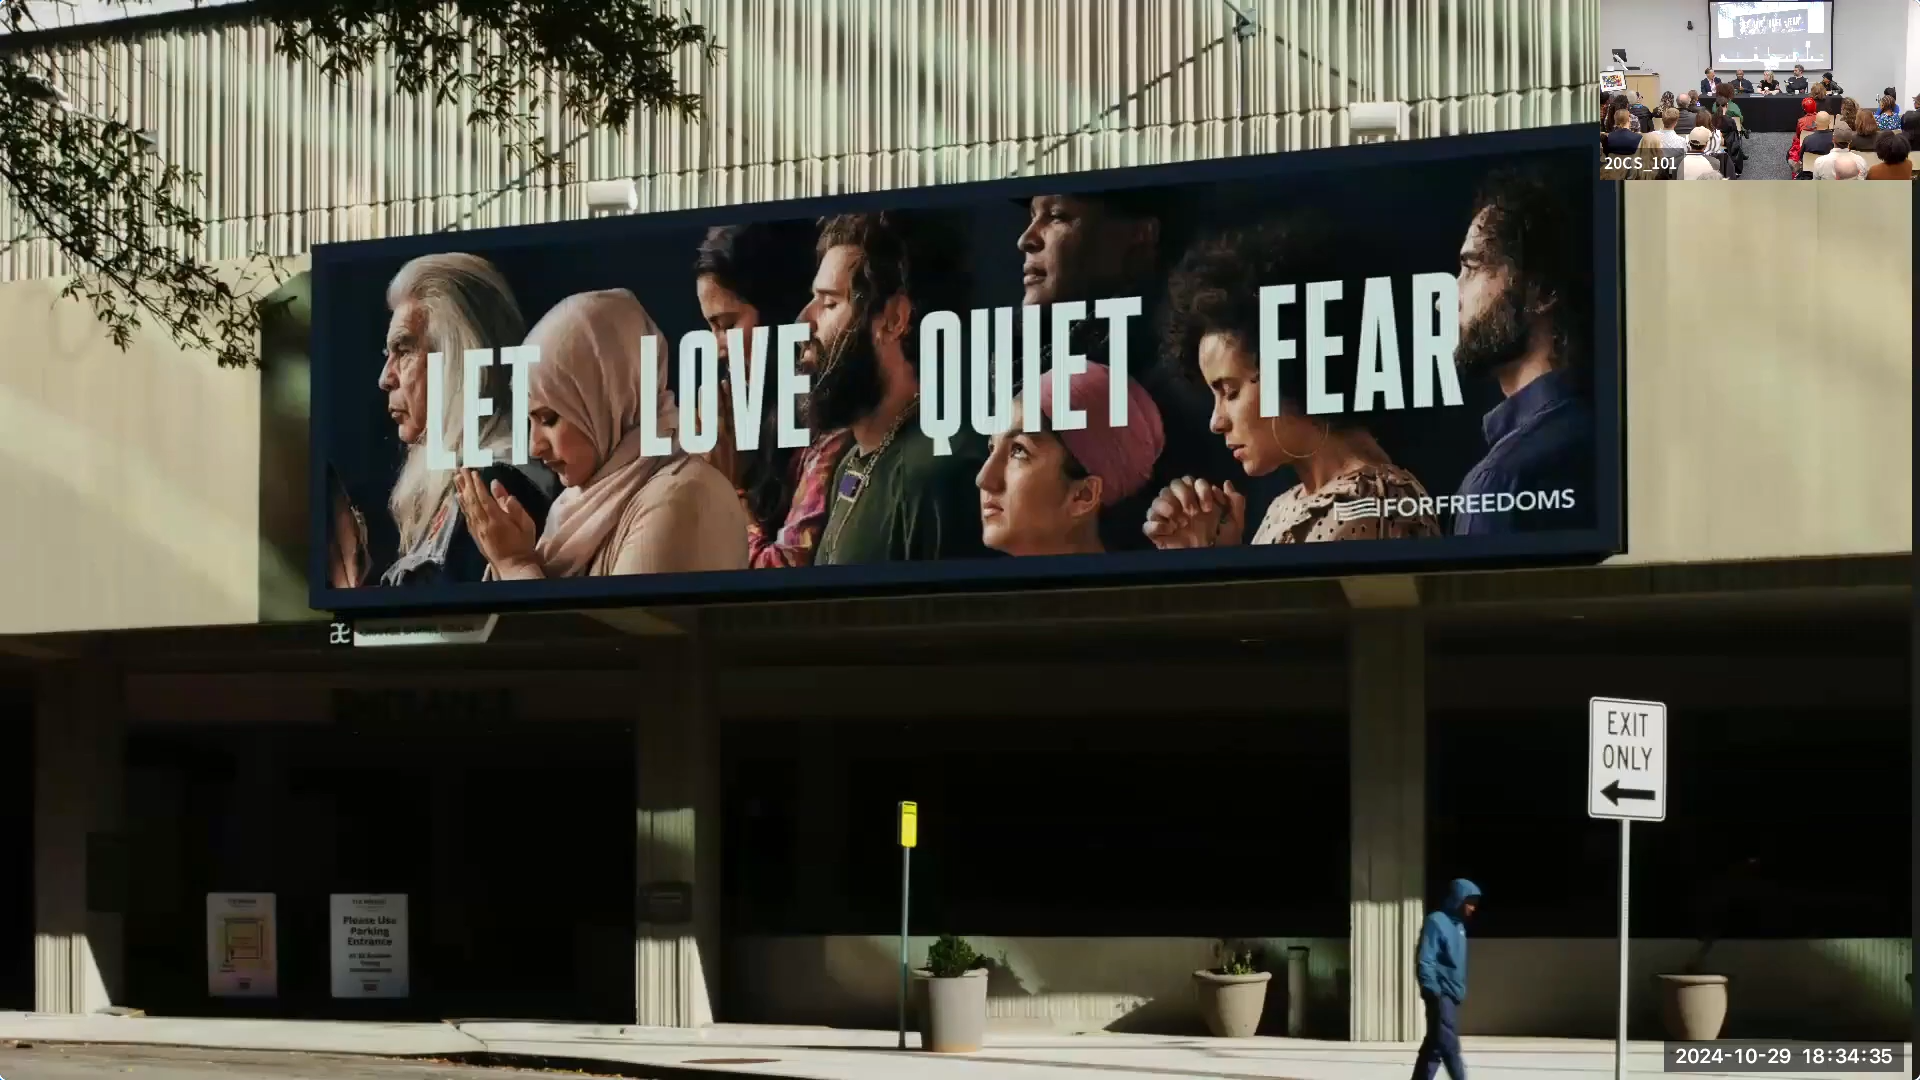 LET LOVE QUIET FEAR
FORFREEDOMS
æ
EXIT
ONLY
Please Use
Parking
Entrance
20CS_101
2024-10-29 18:34:35